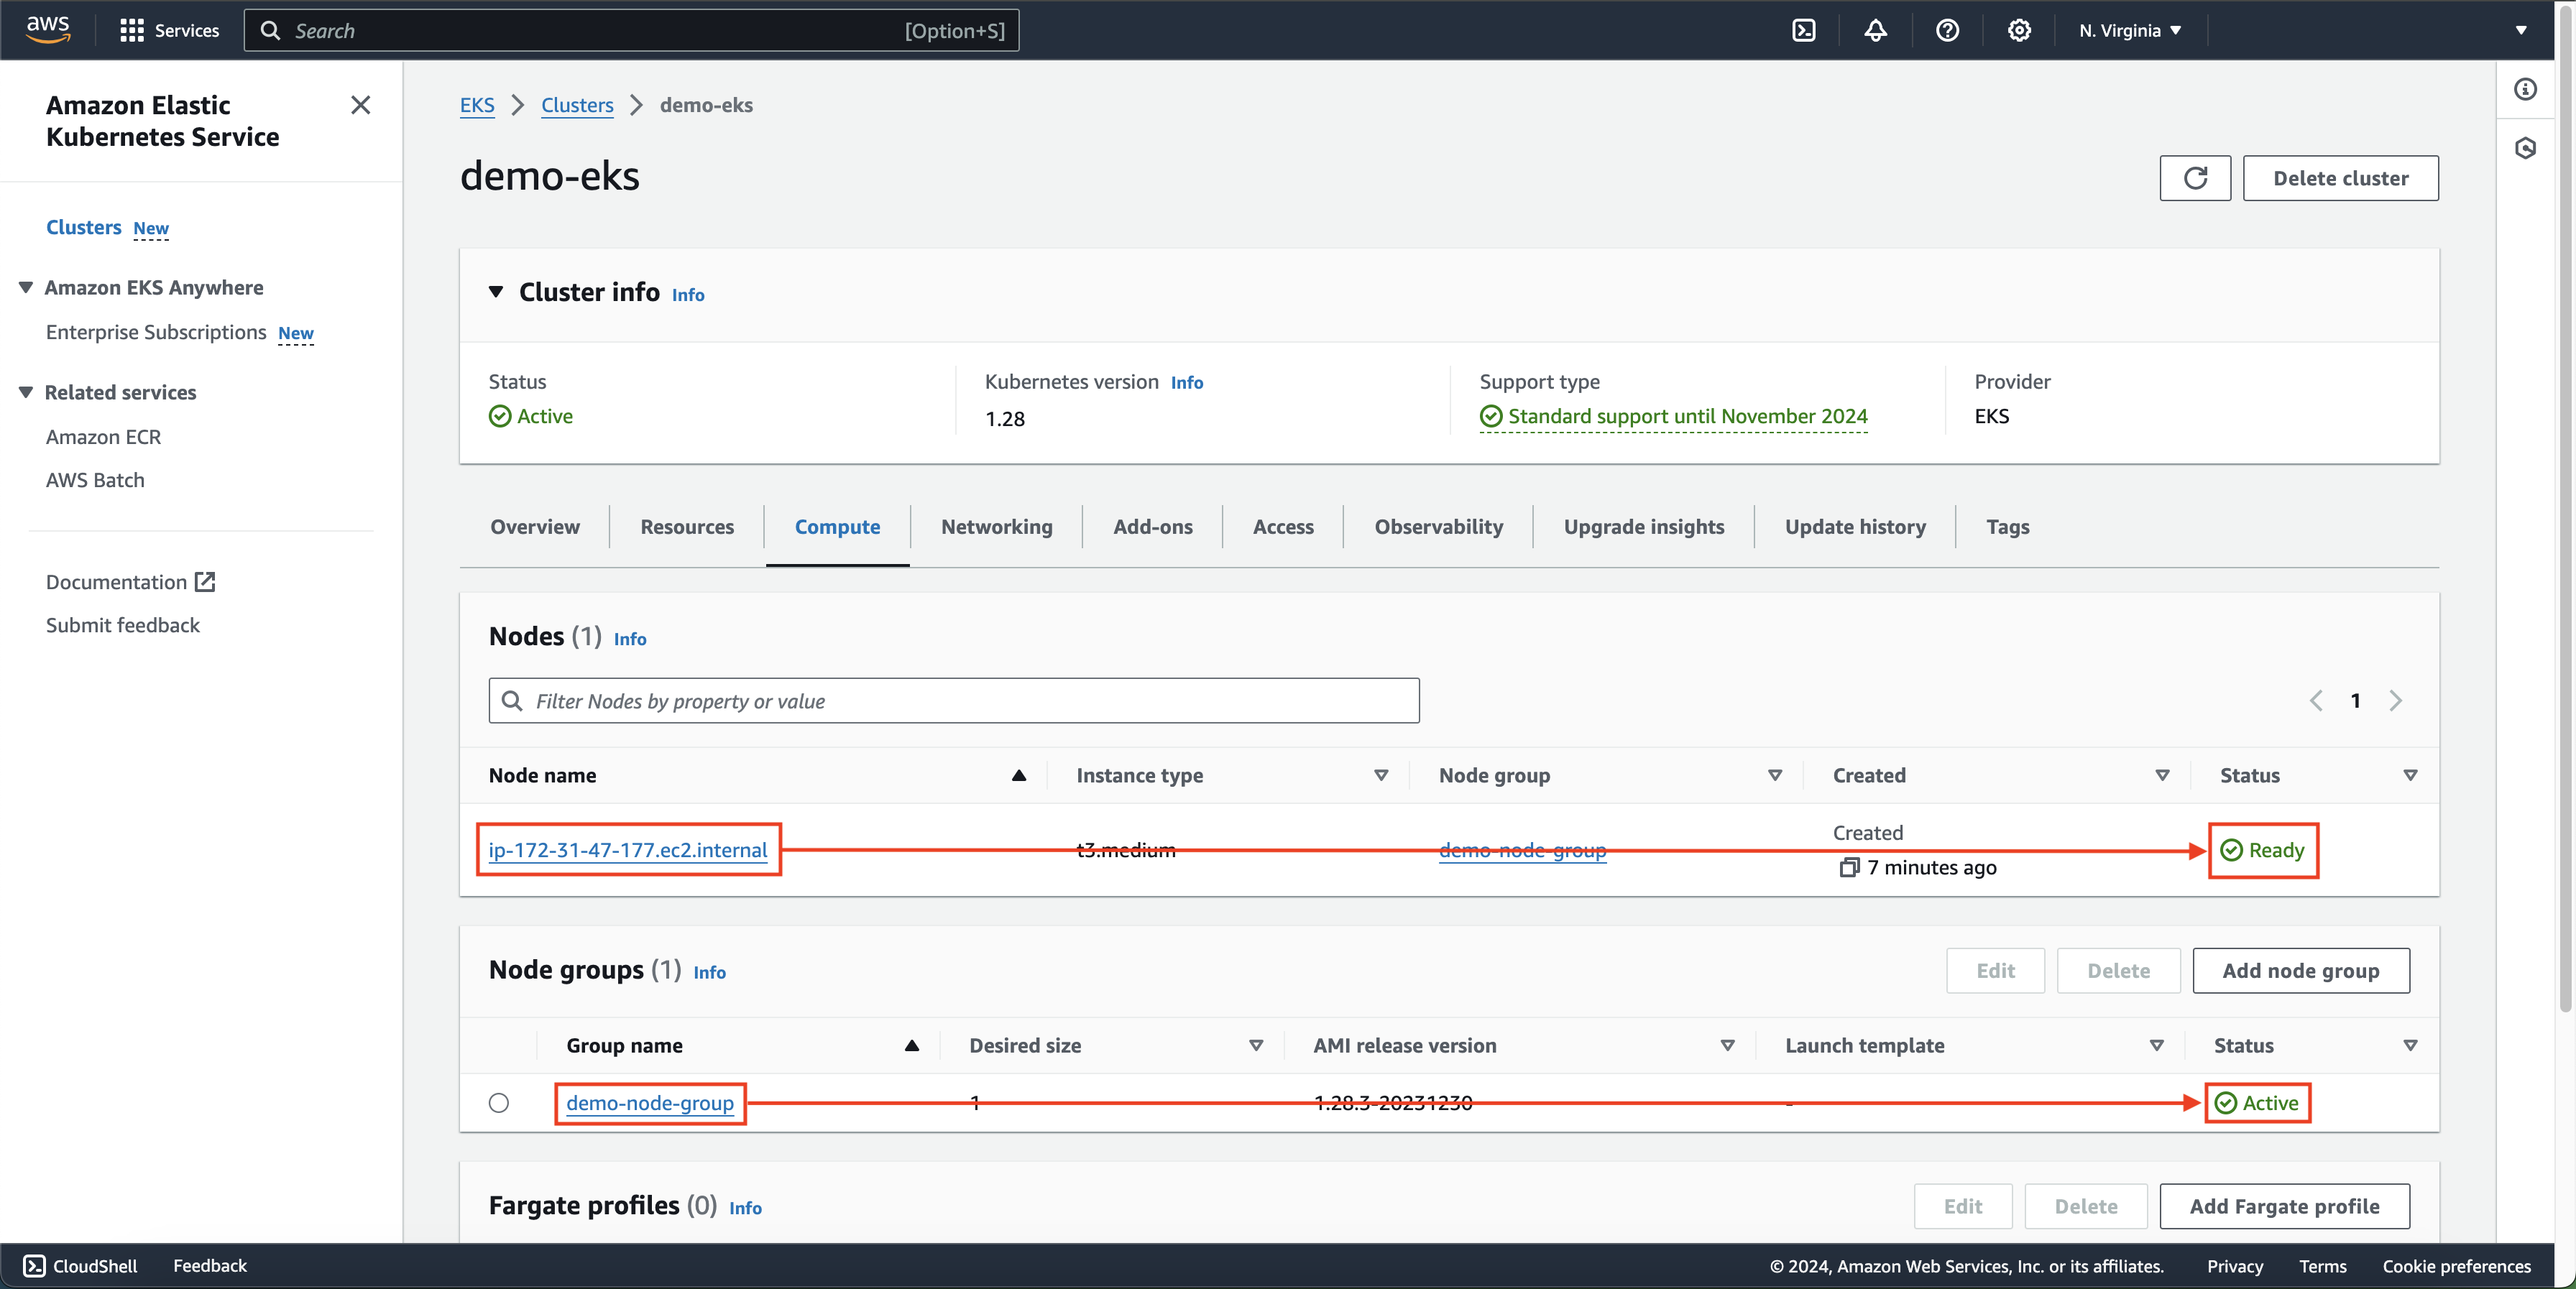 aws
Services
Search
[Option+S]
N. Virginia
Amazon Elastic
Kubernetes Service
Clusters New
Amazon EKS Anywhere
Enterprise Subscriptions New
Related services
Amazon ECR
AWS Batch
Documentation
Submit feedback
EKS
Clusters
demo-eks
demo-eks
Delete cluster
Cluster info Info
Status
Active
Kubernetes version Info
1.28
Support type
Standard support until November 2024
Provider
EKS
Overview
Resources
Compute
Networking
Add-ons
Access
Observability
Upgrade insights
Update history
Tags
Nodes (1) Info
Filter Nodes by property or value
1
Node name
Instance type
Node group
Created
Status
ip-172-31-47-177.ec2.internal
t3.medium
demo-node-group
Created
7 minutes ago
Ready
Node groups (1) Info
Edit
Delete
Add node group
Group name
Desired size
AMI release version
Launch template
Status
demo-node-group
1
1.28.3-20231230
-
Active
Fargate profiles (0) Info
Edit
Delete
Add Fargate profile
CloudShell
Feedback
© 2024, Amazon Web Services, Inc. or its affiliates.
Privacy
Terms
Cookie preferences